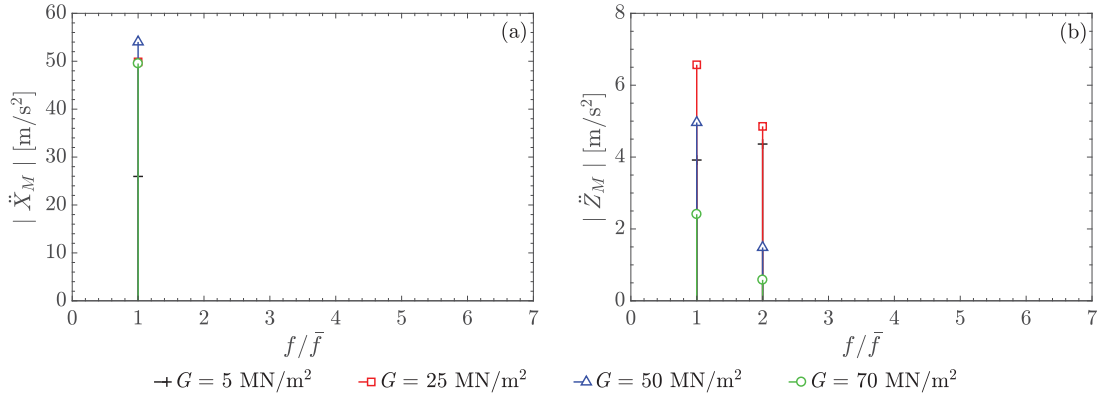 60
50
40
30
20
10
0
0 1 2 3 4 5 6 7
| Ẍ_M | [m/s²]
f/f̄
(a)
8
6
4
2
0
0 1 2 3 4 5 6 7
| Z̈_M | [m/s²]
f/f̄
(b)
G = 5 MN/m² G = 25 MN/m² G = 50 MN/m² G = 70 MN/m²